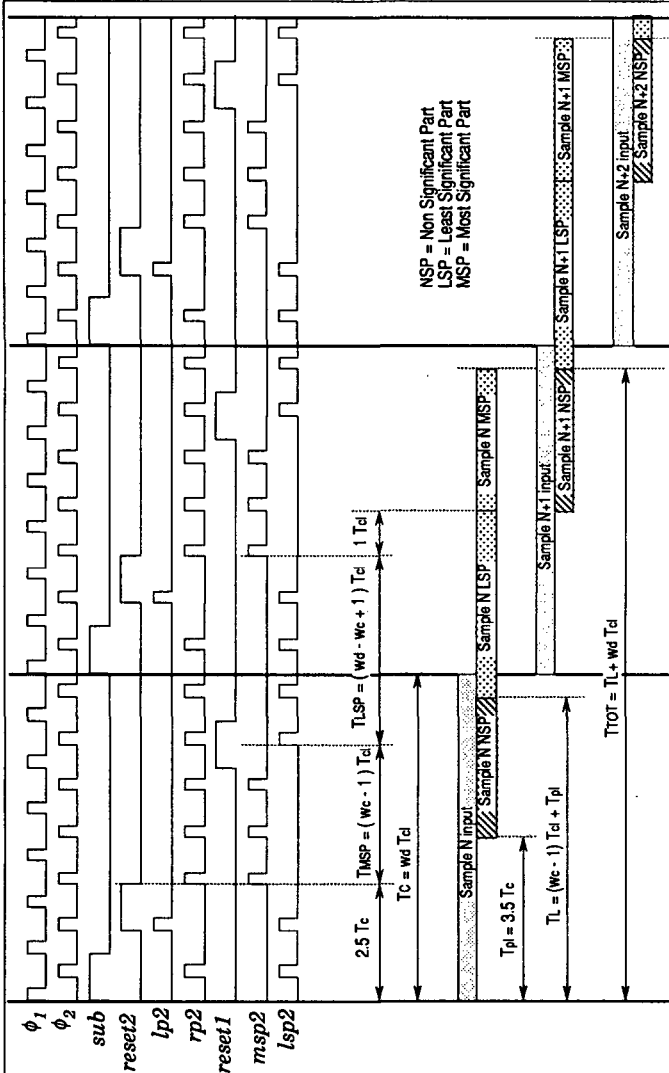 ϕ1
ϕ2
sub
reset2
lp2
rp2
reset1
msp2
lsp2
NSP = Non Significant Part
LSP = Least Significant Part
MSP = Most Significant Part
2.5 Tc
TMSP = ( wc - 1 ) Tcl
TLSP = ( wd - wc + 1 ) Tcl
1 Tcl
TC = wd Tcl
Sample N input
Sample N NSP
Sample N LSP
Sample N MSP
Tpl = 3.5 Tc
Sample N+1 input
Sample N+1 NSP
Sample N+1 LSP
Sample N+1 MSP
TL = (wc - 1) Tcl + Tpl
Sample N+2 input
Sample N+2 NSP
TTOT = TL + wd Tcl